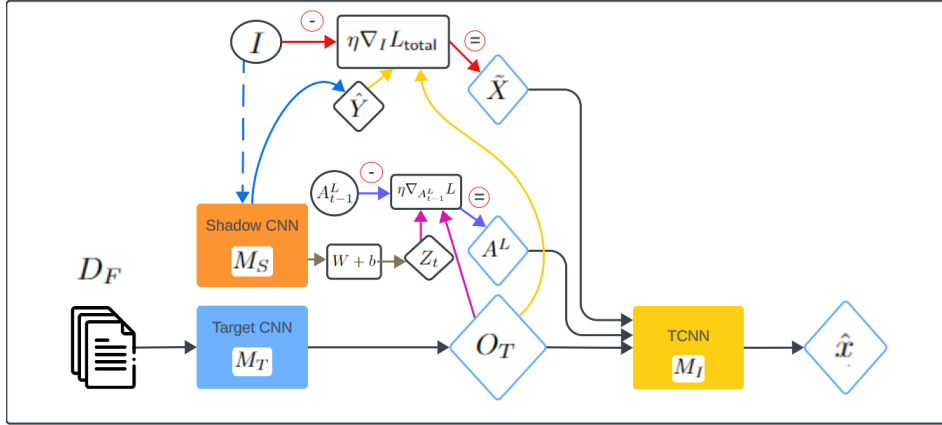 -
I
η∇_I L_total
=
X̃
Ŷ
A^L_{t−1}
-
η∇_{A^L_{t−1}} L
=
Shadow CNN
M_S
W + b
Z_t
A^L
D_F
Target CNN
M_T
O_T
TCNN
M_I
x̂